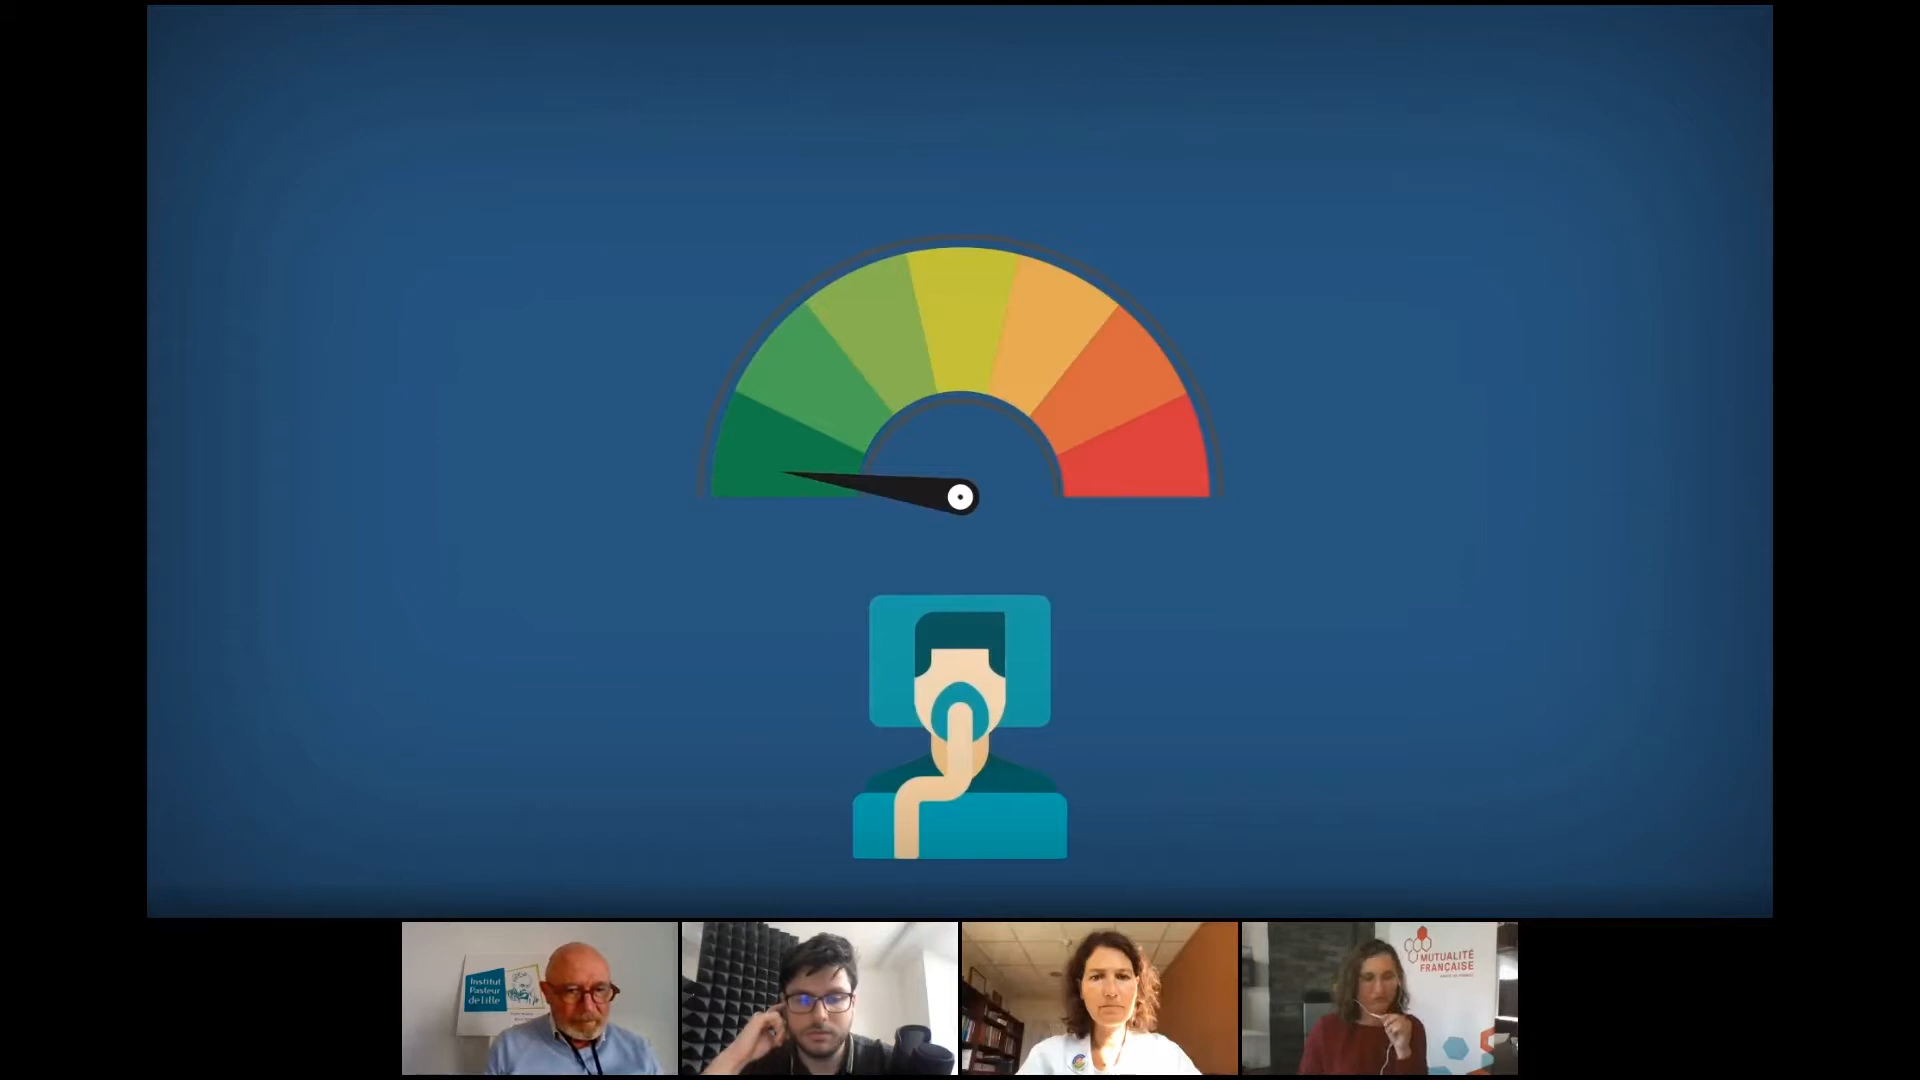 Institut
Pasteur
de Lille
MUTUALITÉ
FRANÇAISE